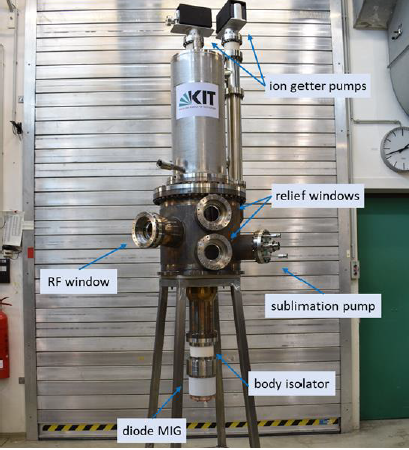 ion getter pumps
KIT
relief windows
RF window
sublimation pump
body isolator
diode MIG